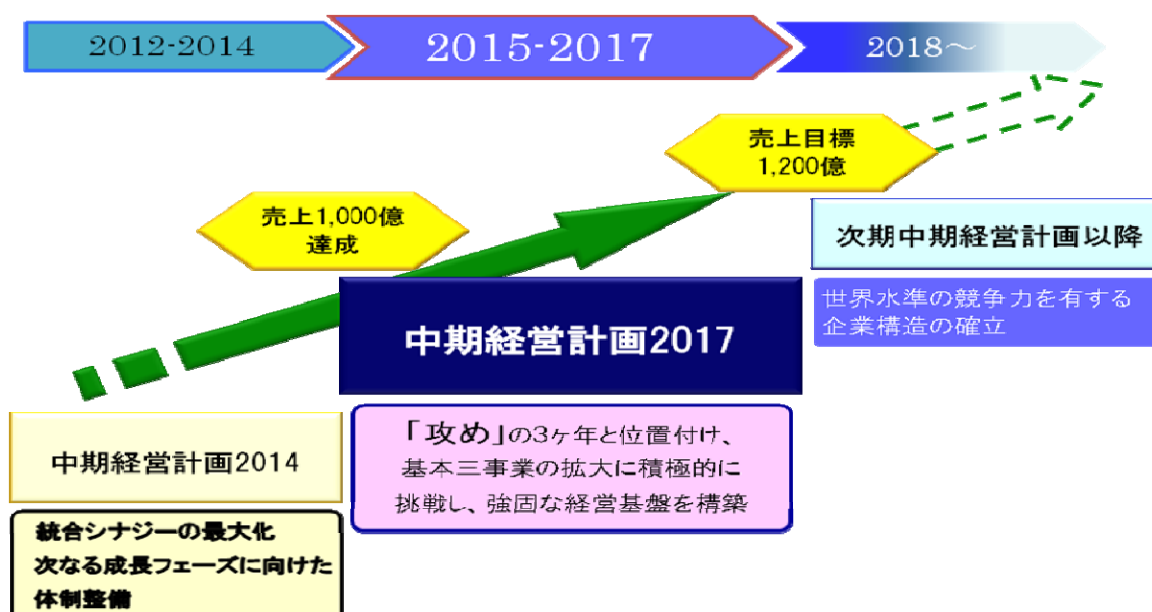 2012-2014
2015-2017
2018～
売上目標
1,200億
売上1,000億
達成
次期中期経営計画以降
世界水準の競争力を有する
企業構造の確立
中期経営計画2017
「攻め」の3ヶ年と位置付け、
基本三事業の拡大に積極的に
挑戦し、強固な経営基盤を構築
中期経営計画2014
統合シナジーの最大化
次なる成長フェーズに向けた
体制整備